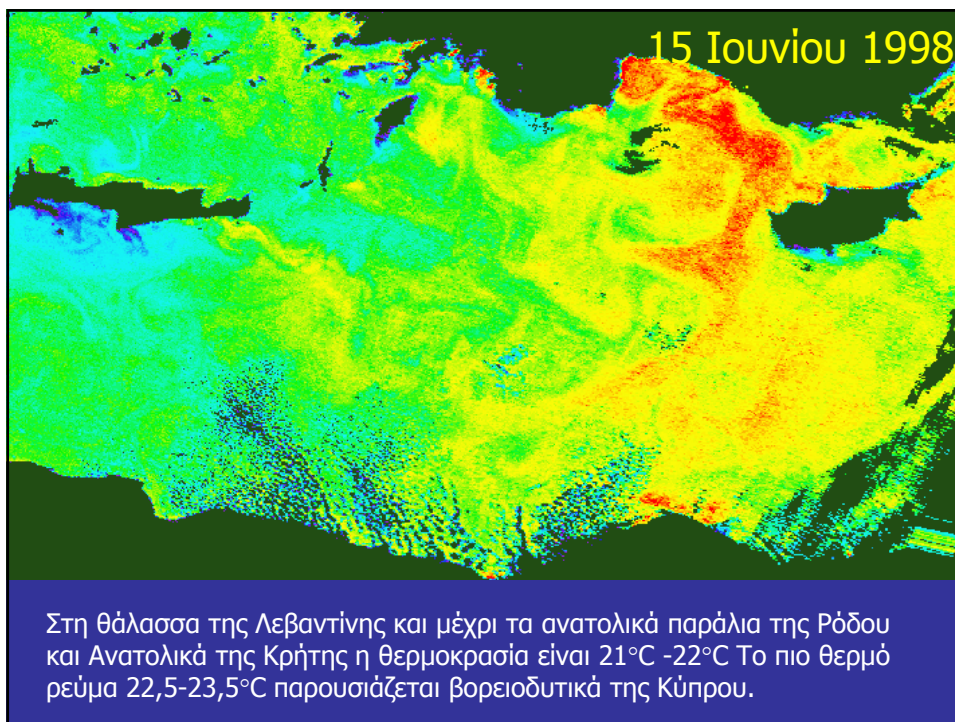 15 Ιουνίου 1998
Στη θάλασσα της Λεβαντίνης και μέχρι τα ανατολικά παράλια της Ρόδου
και Ανατολικά της Κρήτης η θερμοκρασία είναι 21°C -22°C Το πιο θερμό
ρεύμα 22,5-23,5°C παρουσιάζεται βορειοδυτικά της Κύπρου.